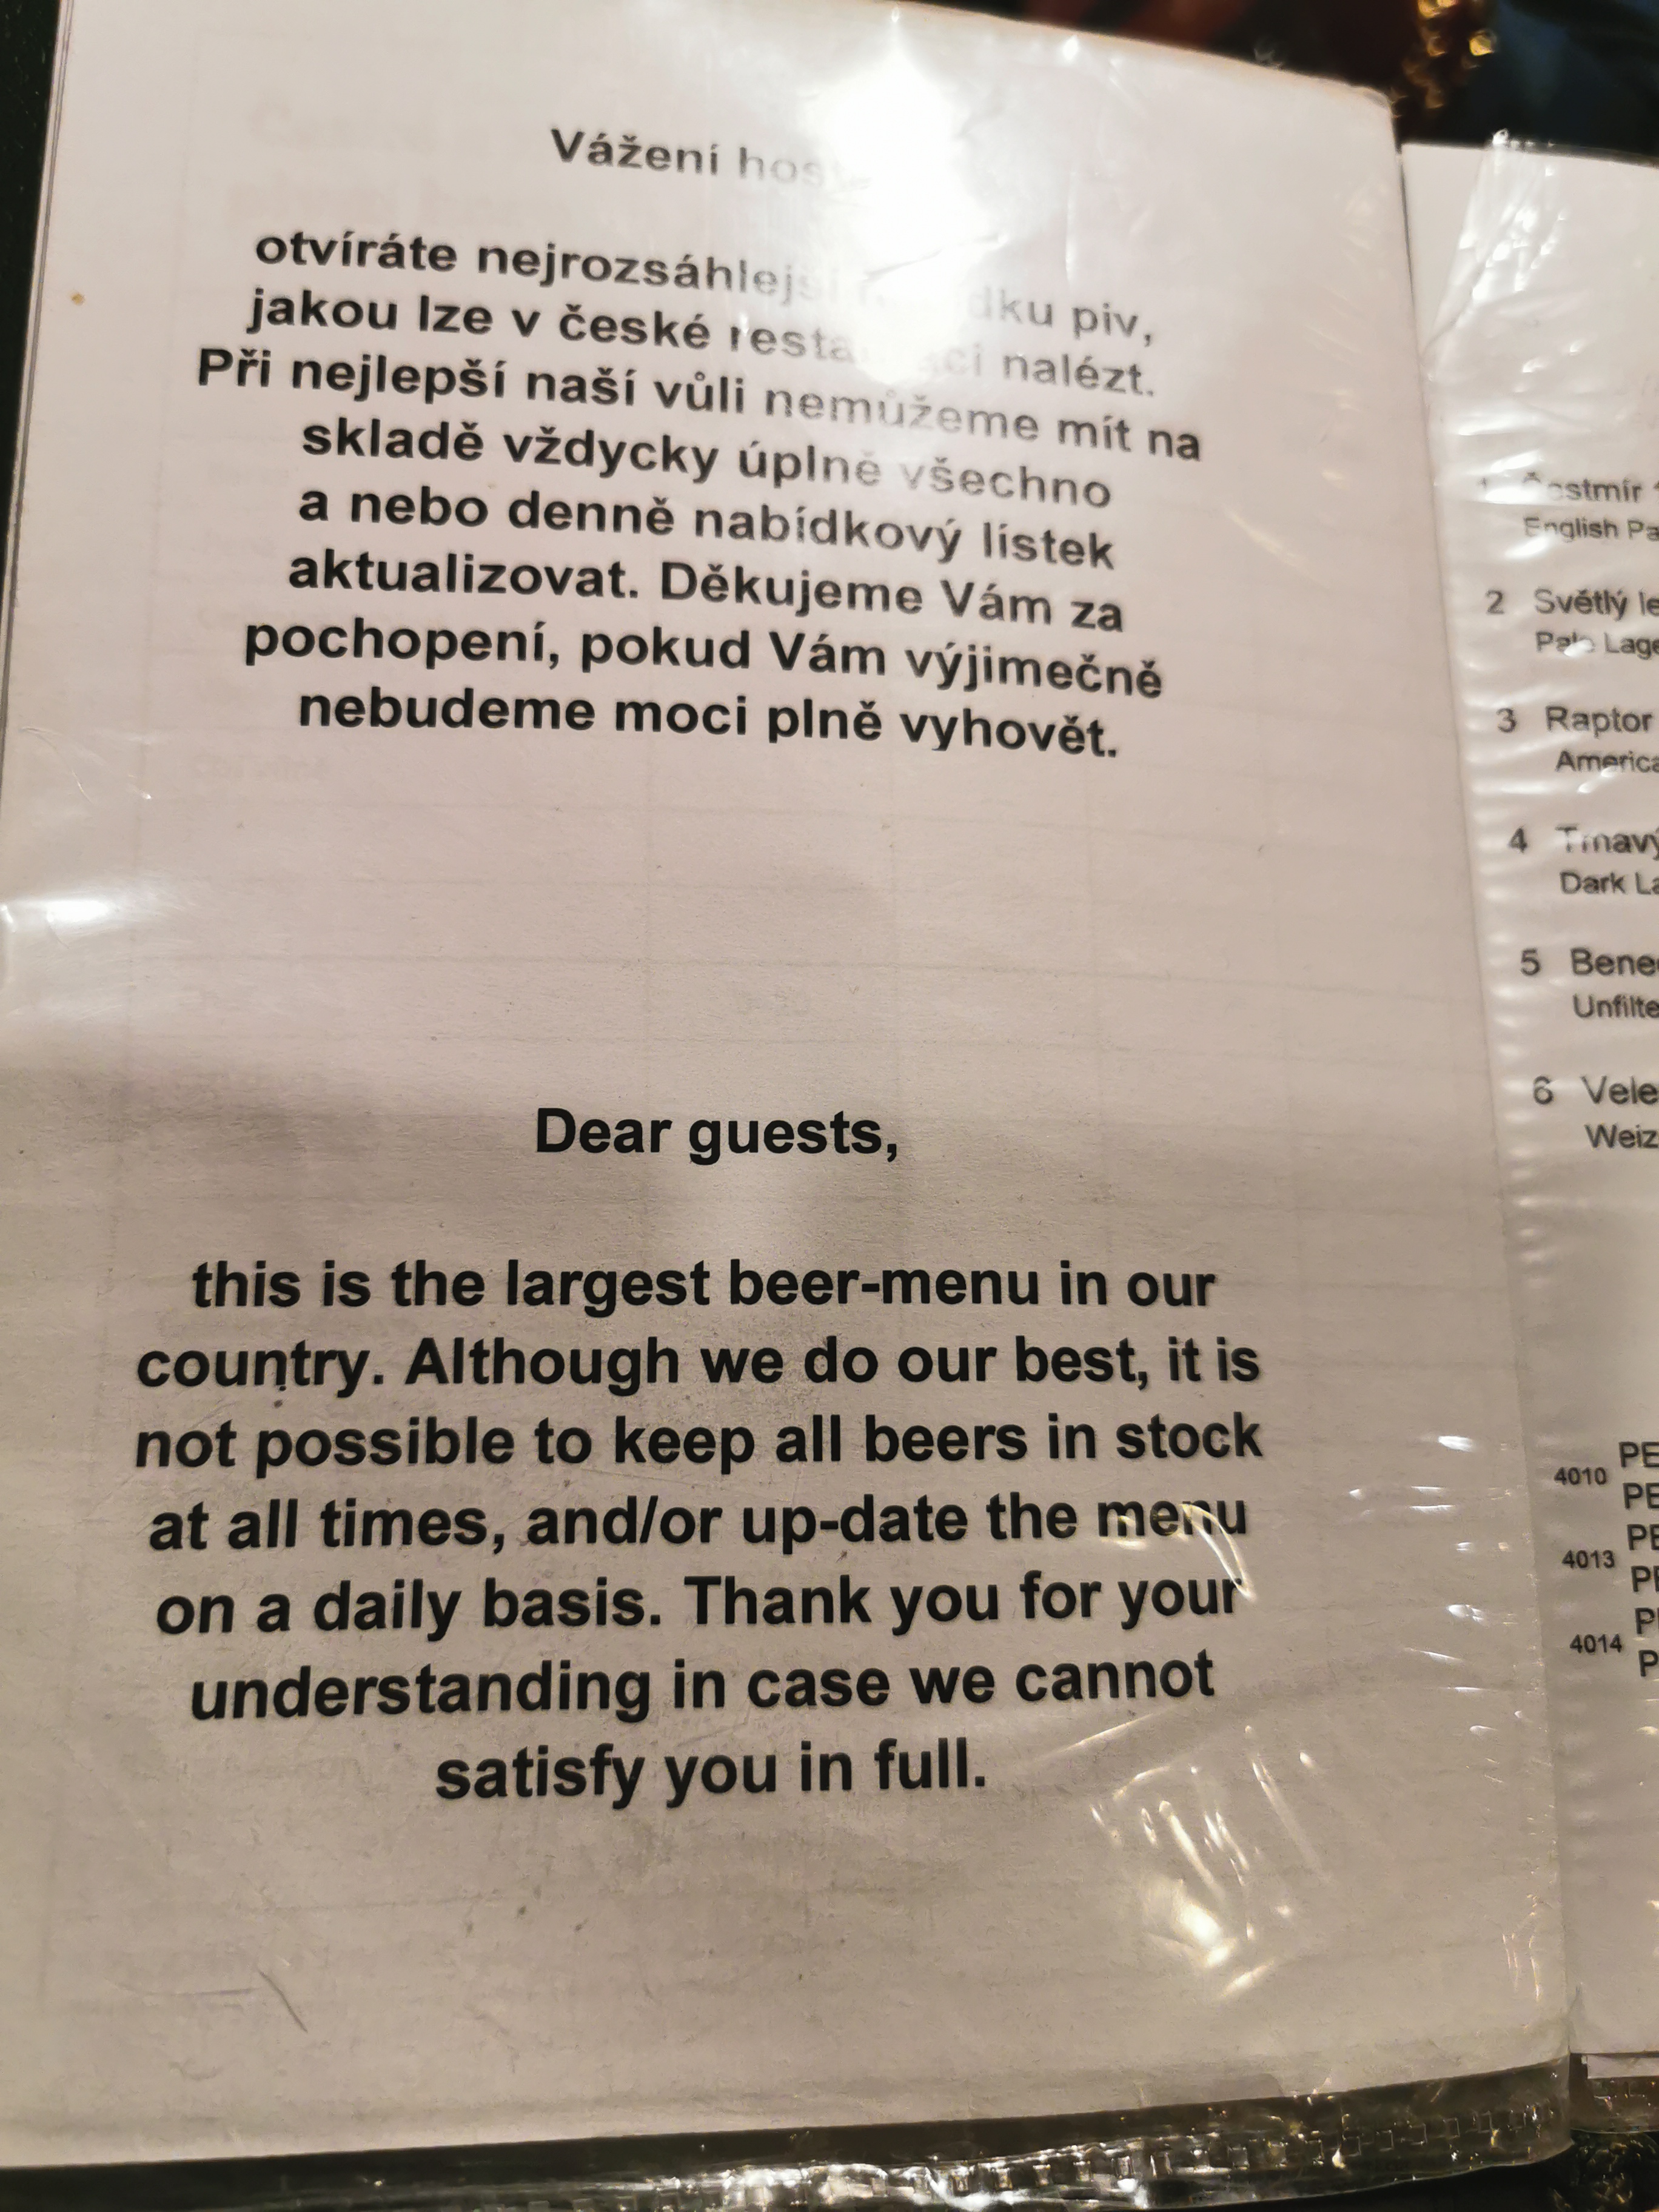 Vážení
otvíráte nejrozsáhlejší piv,
jakou lze v české nalézt.
Při nejlepší naší vůli nemůžeme mít na
skladě vždycky úplně všechno
a nebo denně nabídkový lístek
aktualizovat. Děkujeme Vám za
pochopení, pokud Vám výjimečně
nebudeme moci plně vyhovět.
Dear guests,
this is the largest beer-menu in our
country. Although we do our best, it is
not possible to keep all beers in stock
at all times, and/or up-date the menu
on a daily basis. Thank you for your
understanding in case we cannot
satisfy you in full.
English
2 Světlý
Pale
3 Raptor
4
Dark
5
6
4010
4013
4014